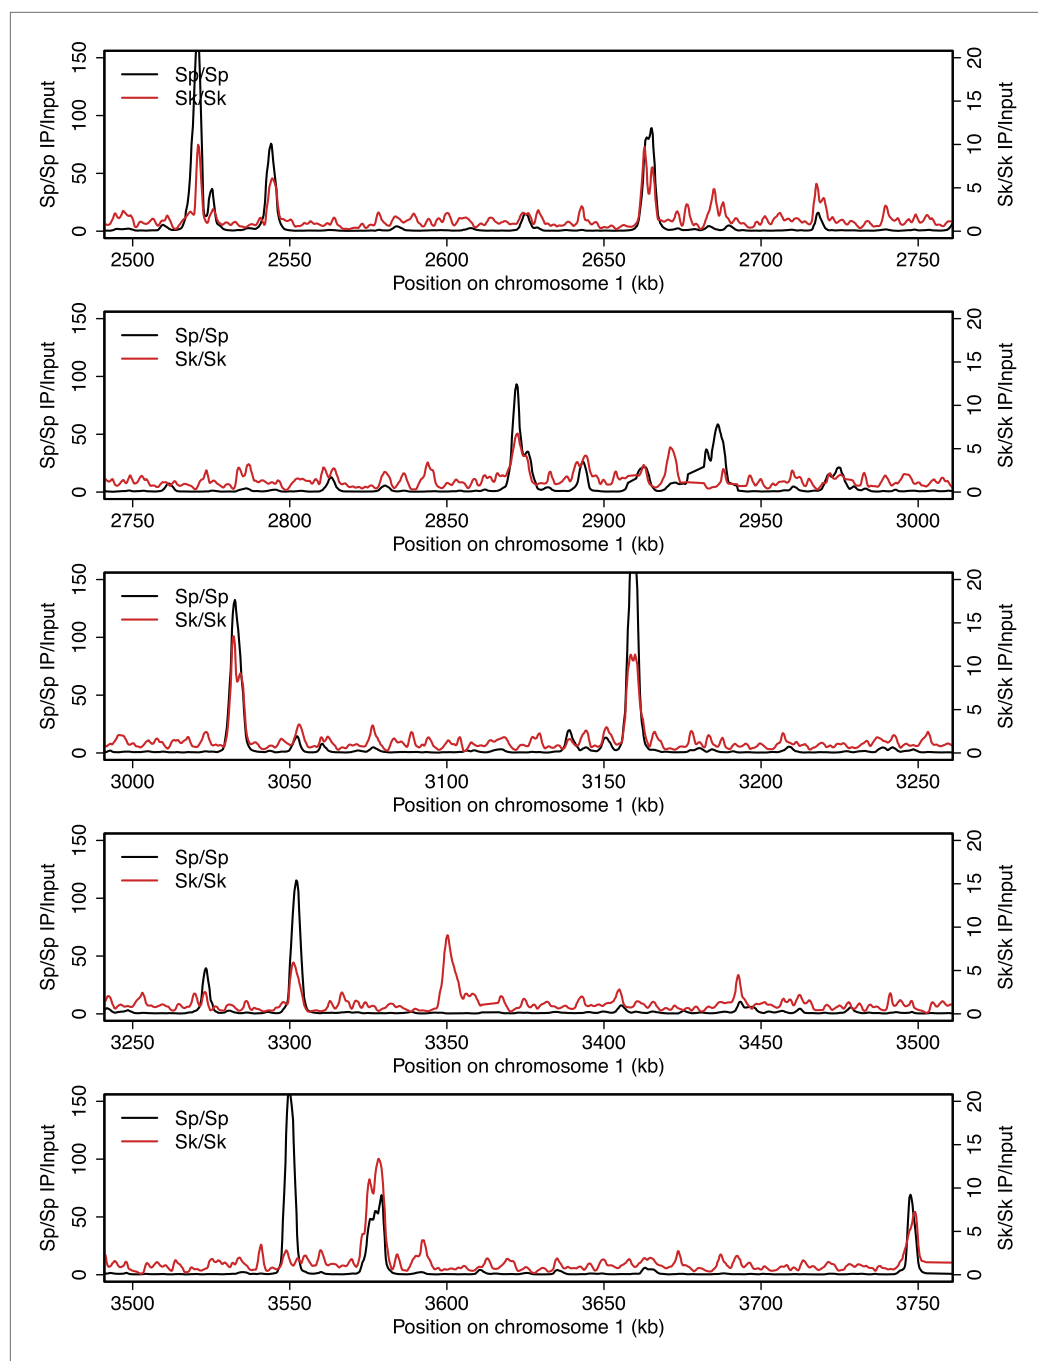 Sp/Sp IP/Input
Sk/Sk IP/Input
0 50 100 150
0 5 10 15 20
Sp/Sp
Sk/Sk
2500 2550 2600 2650 2700 2750
Position on chromosome 1 (kb)
Sp/Sp IP/Input
Sk/Sk IP/Input
0 50 100 150
0 5 10 15 20
Sp/Sp
Sk/Sk
2750 2800 2850 2900 2950 3000
Position on chromosome 1 (kb)
Sp/Sp IP/Input
Sk/Sk IP/Input
0 50 100 150
0 5 10 15 20
Sp/Sp
Sk/Sk
3000 3050 3100 3150 3200 3250
Position on chromosome 1 (kb)
Sp/Sp IP/Input
Sk/Sk IP/Input
0 50 100 150
0 5 10 15 20
Sp/Sp
Sk/Sk
3250 3300 3350 3400 3450 3500
Position on chromosome 1 (kb)
Sp/Sp IP/Input
Sk/Sk IP/Input
0 50 100 150
0 5 10 15 20
Sp/Sp
Sk/Sk
3500 3550 3600 3650 3700 3750
Position on chromosome 1 (kb)